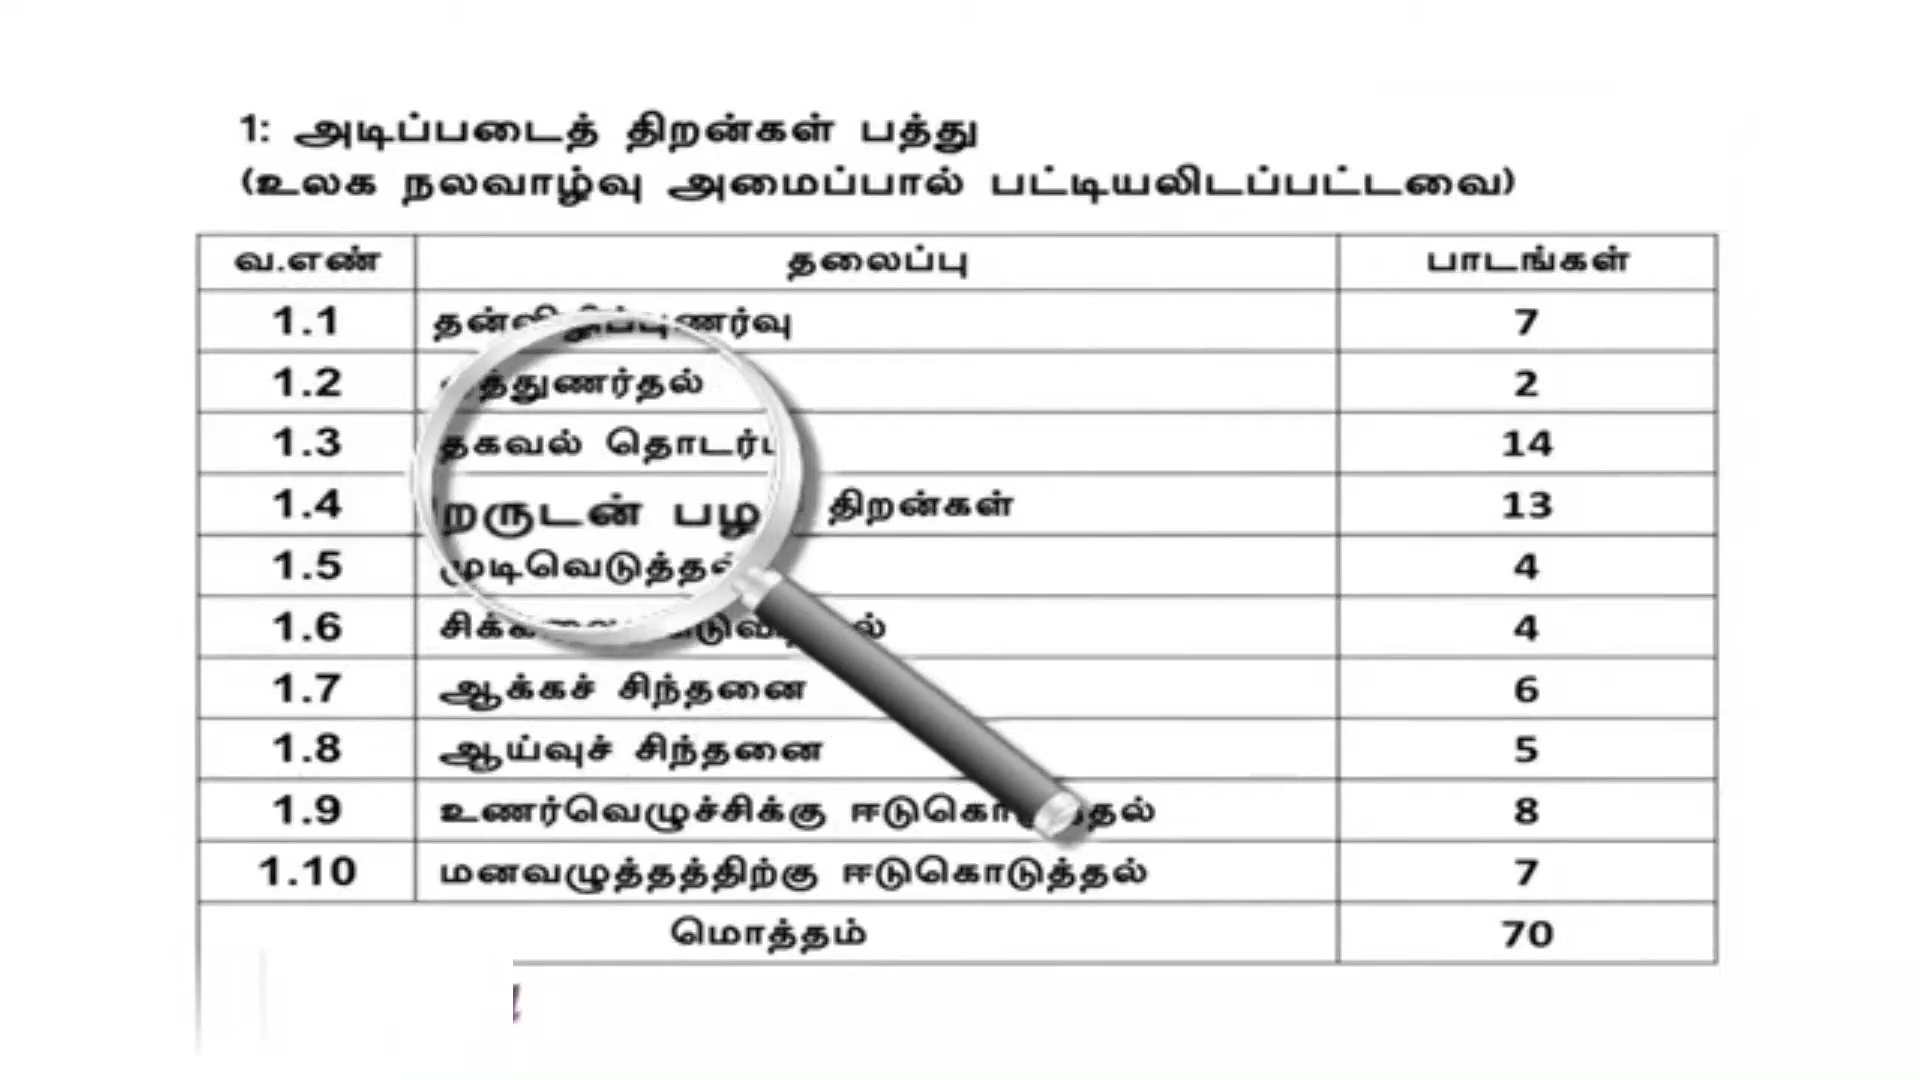 1: அடிப்படைத் திறன்கள் பத்து
(உலக நலவாழ்வு அமைப்பால் பட்டியலிடப்பட்டவை)
வ.எண் தலைப்பு பாடங்கள்
1.1 7
1.2 2
1.3 தகவல் 14
1.4 திறன்கள் 13
1.5 முடிவெடுத்தல் 4
1.6 4
1.7 ஆக்கச் சிந்தனை 6
1.8 ஆய்வுச் சிந்தனை 5
1.9 உணர்வெழுச்சிக்கு ஈடுகொடுத்தல் 8
1.10 மனவழுத்தத்திற்கு ஈடுகொடுத்தல் 7
மொத்தம் 70